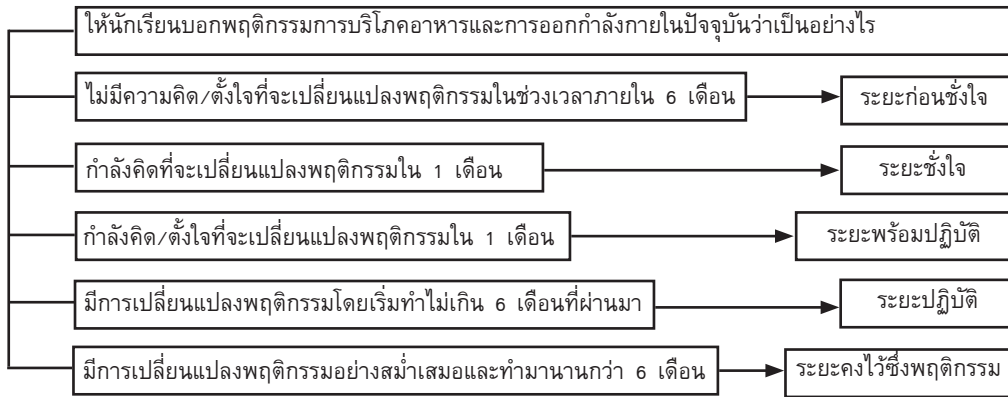 ให้นักเรียนบอกพฤติกรรมการบริโภคอาหารและการออกกำลังกายในปัจจุบันว่าเป็นอย่างไร
ไม่มีความคิด/ตั้งใจที่จะเปลี่ยนแปลงพฤติกรรมในช่วงเวลาภายใน 6 เดือน
ระยะก่อนชั่งใจ
กำลังคิดที่จะเปลี่ยนแปลงพฤติกรรมใน 1 เดือน
ระยะชั่งใจ
กำลังคิด/ตั้งใจที่จะเปลี่ยนแปลงพฤติกรรมใน 1 เดือน
ระยะพร้อมปฏิบัติ
มีการเปลี่ยนแปลงพฤติกรรมโดยเริ่มทำไม่เกิน 6 เดือนที่ผ่านมา
ระยะปฏิบัติ
มีการเปลี่ยนแปลงพฤติกรรมอย่างสม่ำเสมอและทำมานานกว่า 6 เดือน
ระยะคงไว้ซึ่งพฤติกรรม